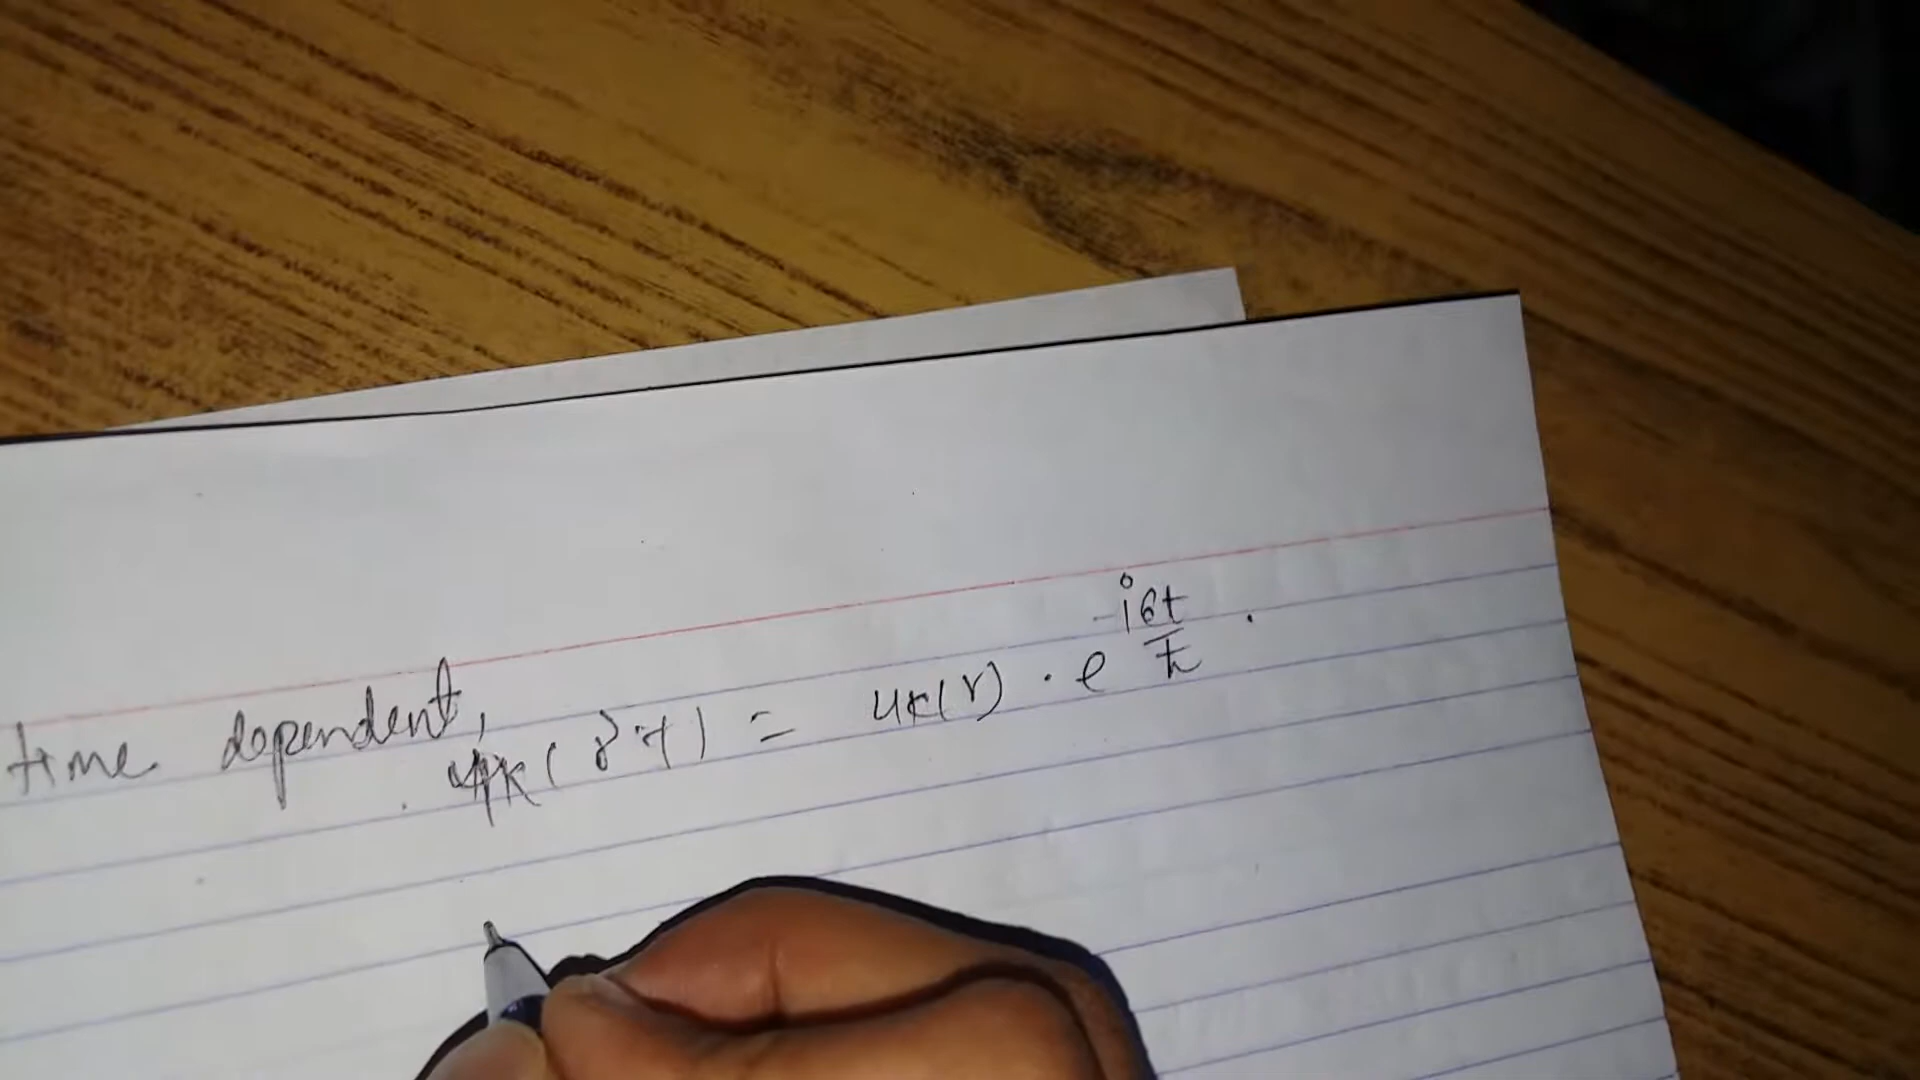 time dependent,
ψk(r,t) = uk(r) · e^(-iEt/ħ) .